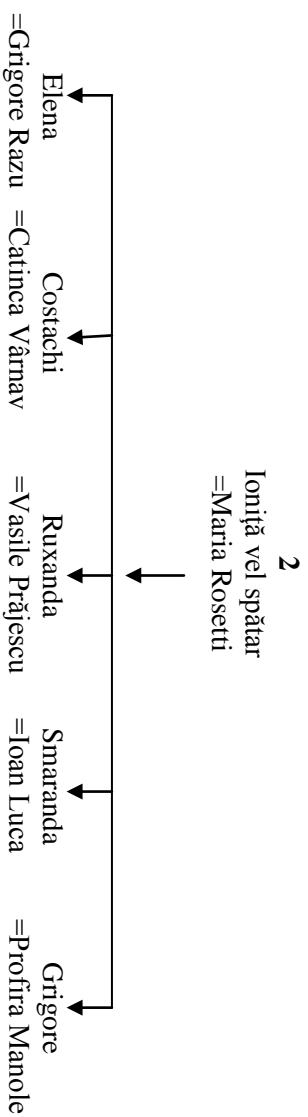 2
Ioniţă vel spătar
=Maria Rosetti
Elena
=Grigore Razu
Costachi
=Catinca Vârnav
Ruxanda
=Vasile Prăjescu
Smaranda
=Ioan Luca
Grigore
=Profira Manole